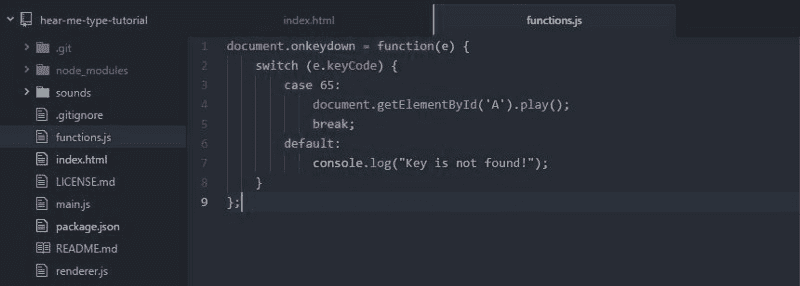 hear-me-type-tutorial
.git
node_modules
sounds
.gitignore
functions.js
index.html
LICENSE.md
main.js
package.json
README.md
renderer.js
index.html
functions.js
1 document.onkeydown = function(e) {
2 switch (e.keyCode) {
3 case 65:
4 document.getElementById('A').play();
5 break;
6 default:
7 console.log("Key is not found!");
8 }
9 };